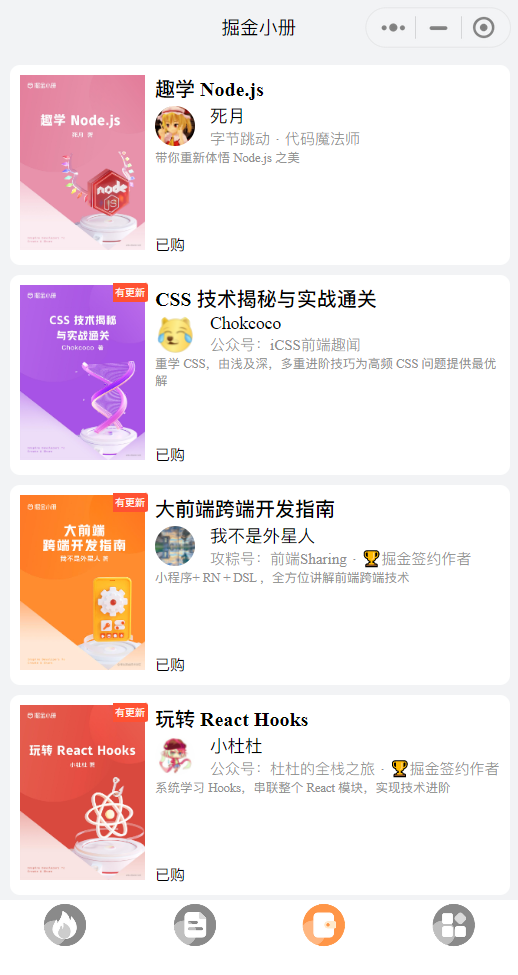 掘金小册
掘金小册
趣学 Node.js
死月 著
node
JS
趣学 Node.js
死月
字节跳动 · 代码魔法师
带你重新体悟 Node.js 之美
已购
掘金小册
有更新
CSS 技术揭秘
与实战通关
Chokcoco 著
CSS 技术揭秘与实战通关
Chokcoco
公众号：iCSS前端趣闻
重学 CSS，由浅及深，多重进阶技巧为高频 CSS 问题提供最优
解
已购
掘金小册
有更新
大前端
跨端开发指南
我不是外星人 著
大前端跨端开发指南
我不是外星人
攻粽号：前端Sharing · 🏆掘金签约作者
小程序+ RN + DSL ，全方位讲解前端跨端技术
已购
掘金小册
有更新
玩转 React Hooks
小杜杜 著
玩转 React Hooks
小杜杜
公众号：杜杜的全栈之旅 · 🏆掘金签约作者
系统学习 Hooks，串联整个 React 模块，实现技术进阶
已购